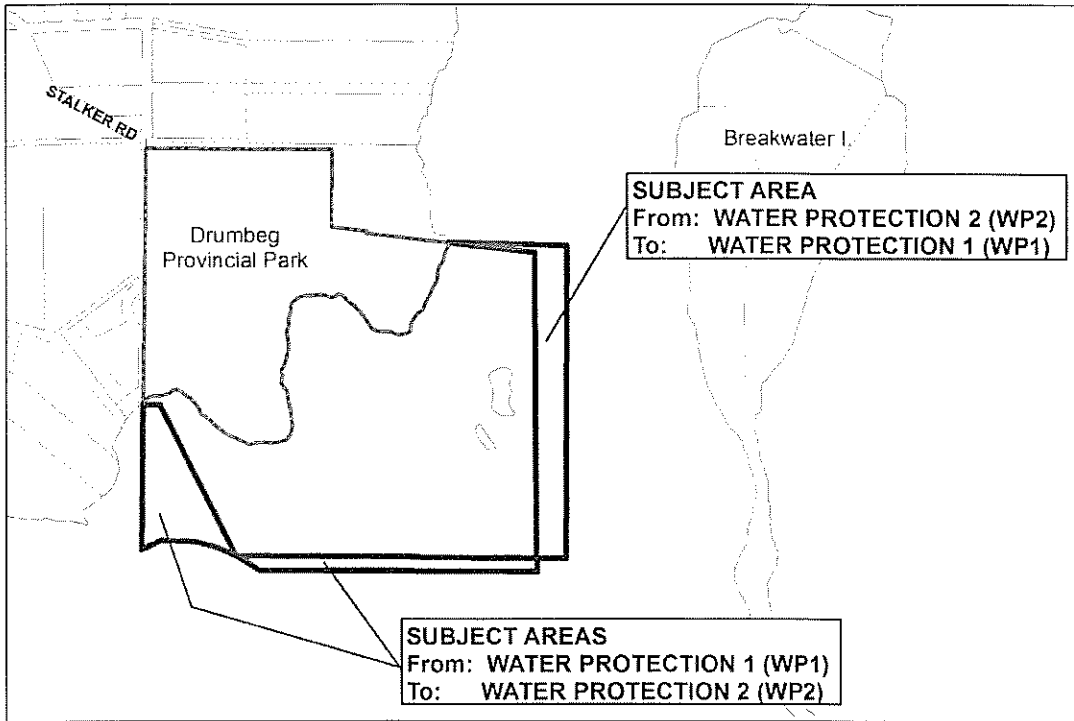 STALKER RD
Breakwater I.
SUBJECT AREA
From: WATER PROTECTION 2 (WP2)
To: WATER PROTECTION 1 (WP1)
Drumbeg
Provincial Park
SUBJECT AREAS
From: WATER PROTECTION 1 (WP1)
To: WATER PROTECTION 2 (WP2)